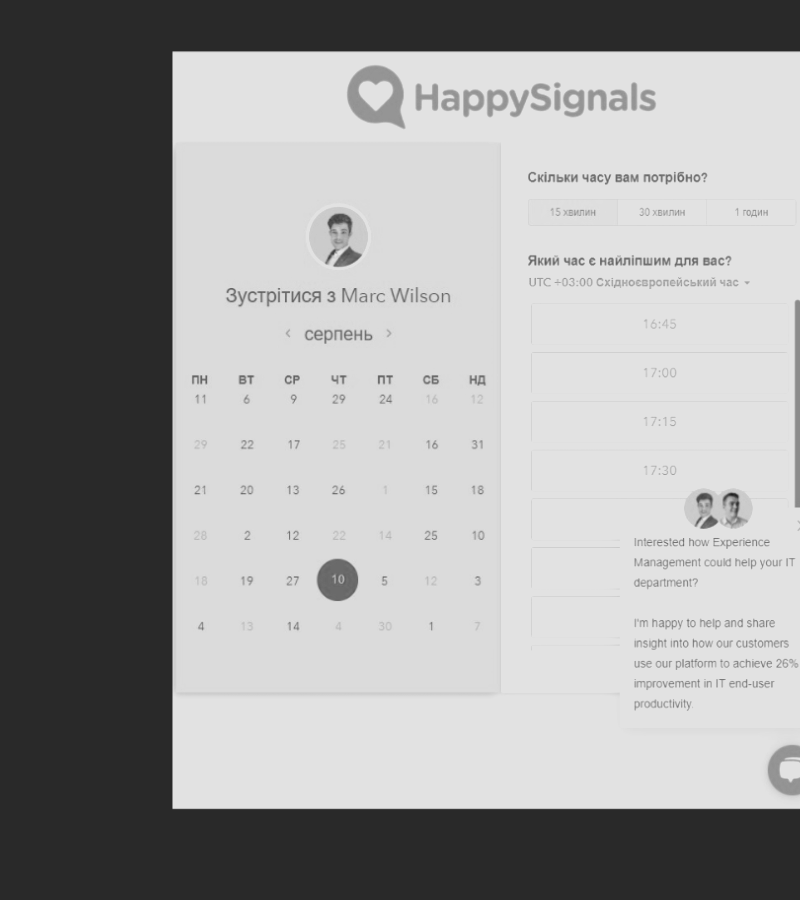 HappySignals
Зустрітися з Marc Wilson
серпень
ПН ВТ СР ЧТ ПТ СБ НД
11 6 9 29 24 16 12
29 22 17 25 21 16 31
21 20 13 26 1 15 18
28 2 12 22 14 25 10
18 19 27 10 5 12 3
4 13 14 4 30 1 7
Скільки часу вам потрібно?
15 хвилин 30 хвилин 1 годин
Який час є найліпшим для вас?
UTC +03:00 Східноєвропейський час
16:45
17:00
17:15
17:30
Interested how Experience
Management could help your IT
department?
I'm happy to help and share
insight into how our customers
use our platform to achieve 26%
improvement in IT end-user
productivity.